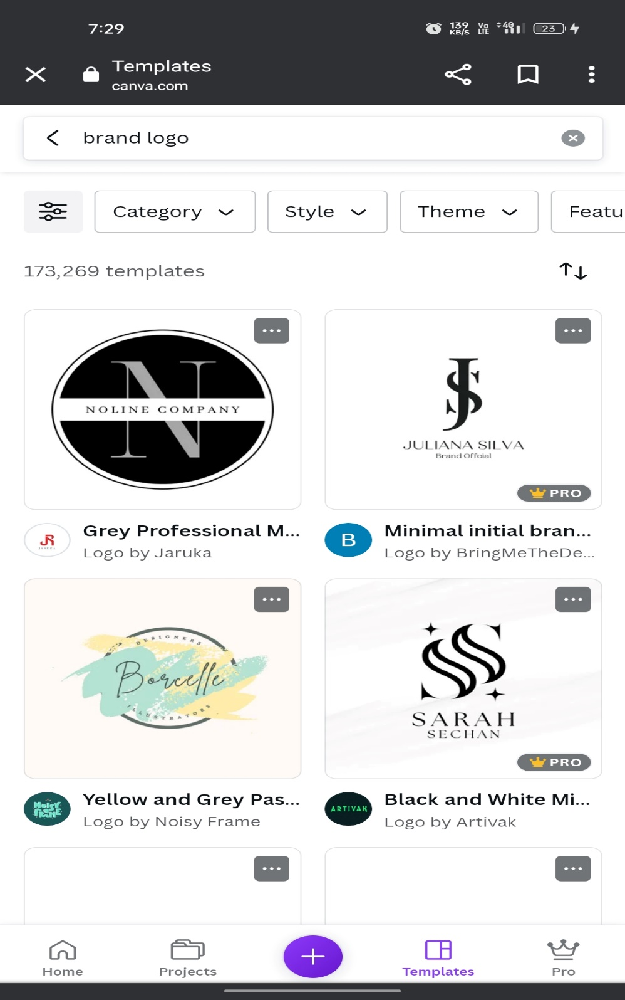 7:29
139 KB/S
Vo LTE
4G
23
Templates
canva.com
brand logo
Category
Style
Theme
Featu
173,269 templates
N
NOLINE COMPANY
JS
JULIANA SILVA
Brand Offcial
PRO
JR
JARUKA
Grey Professional M...
Logo by Jaruka
B
Minimal initial bran...
Logo by BringMeTheDe...
DESIGNERS
Borcelle
ILLUSTRATORS
SS
SARAH
SECHAN
PRO
NOISY
FRAME
Yellow and Grey Pas...
Logo by Noisy Frame
ARTIVAK
Black and White Mi...
Logo by Artivak
Home
Projects
Templates
Pro